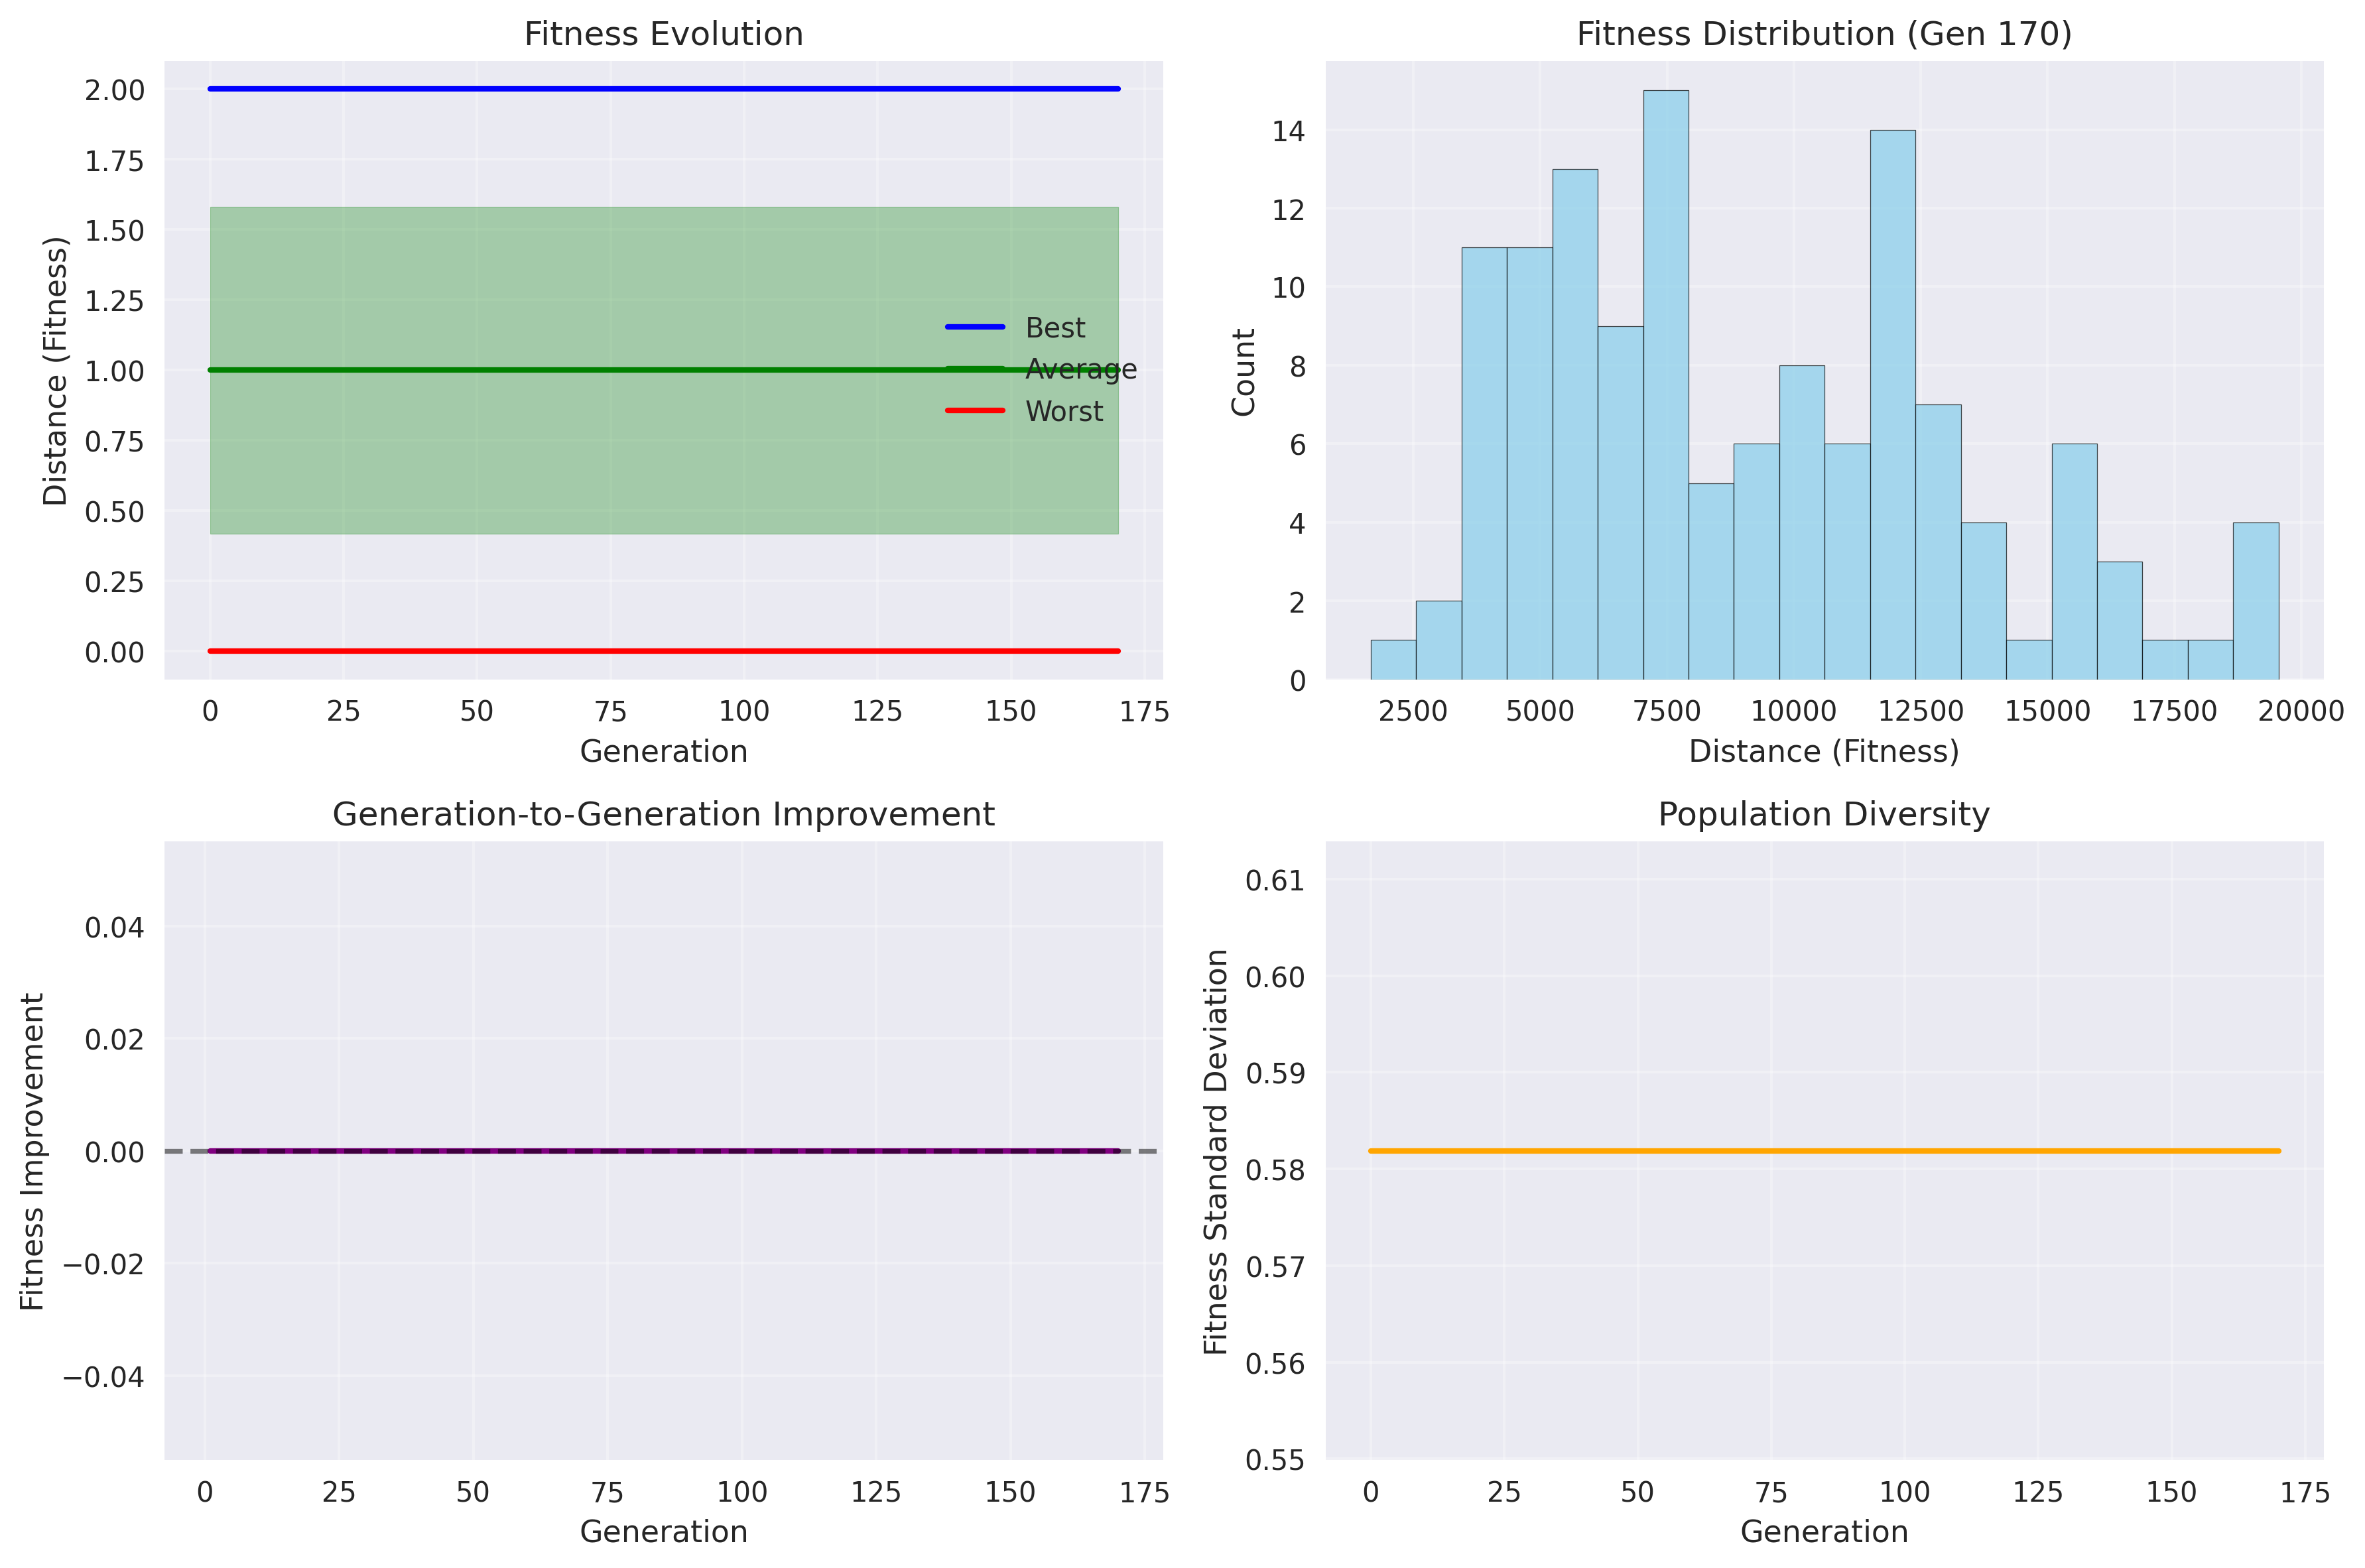 Fitness Evolution
2.00
1.75
1.50
1.25
1.00
0.75
0.50
0.25
0.00
Distance (Fitness)
Best
Average
Worst
0 25 50 75 100 125 150 175
Generation
Fitness Distribution (Gen 170)
14
12
10
8
6
4
2
0
Count
2500 5000 7500 10000 12500 15000 17500 20000
Distance (Fitness)
Generation-to-Generation Improvement
0.04
0.02
0.00
−0.02
−0.04
Fitness Improvement
0 25 50 75 100 125 150 175
Generation
Population Diversity
0.61
0.60
0.59
0.58
0.57
0.56
0.55
Fitness Standard Deviation
0 25 50 75 100 125 150 175
Generation